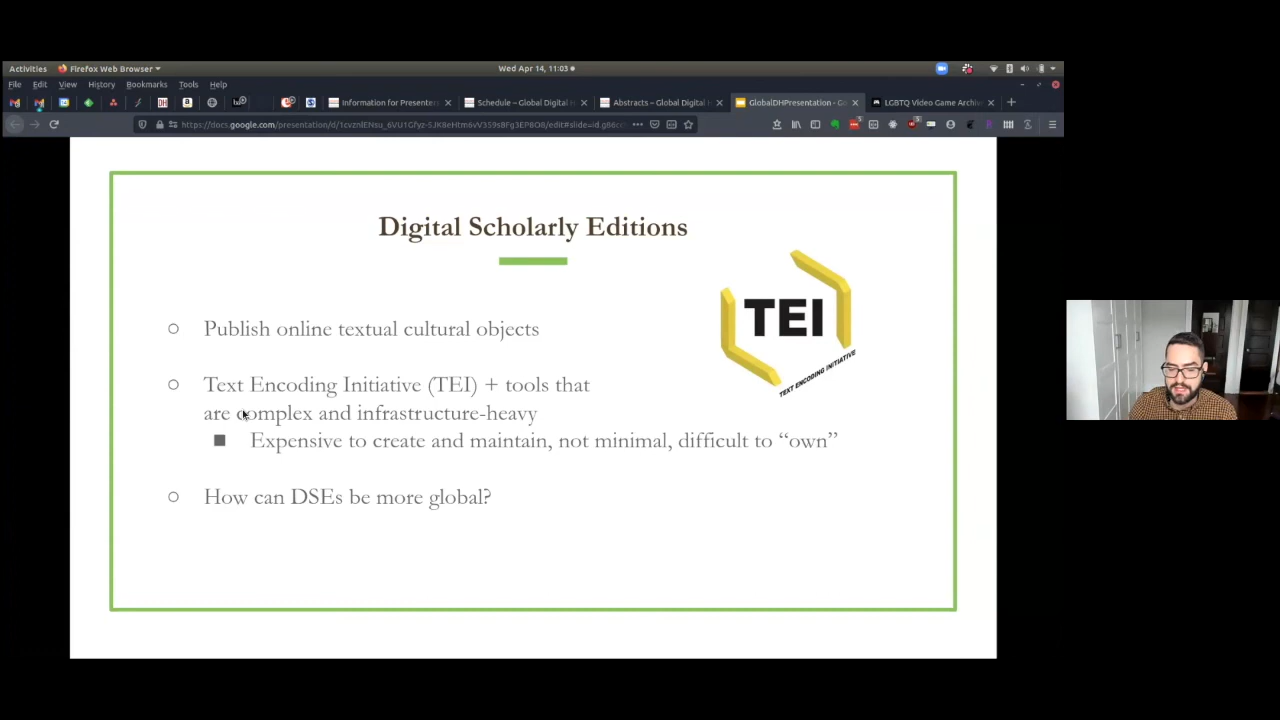 Activities Firefox Web Browser Wed Apr 14, 11:03
File Edit View History Bookmarks Tools Help
Information for Presente Schedule – Global Digital Abstracts – Global Digital GlobalDHPresentation - Go LGBTQ Video Game Archiv
Digital Scholarly Editions
TEI
TEXT ENCODING INITIATIVE
Publish online textual cultural objects
Text Encoding Initiative (TEI) + tools that
are complex and infrastructure-heavy
Expensive to create and maintain, not minimal, difficult to “own”
How can DSEs be more global?